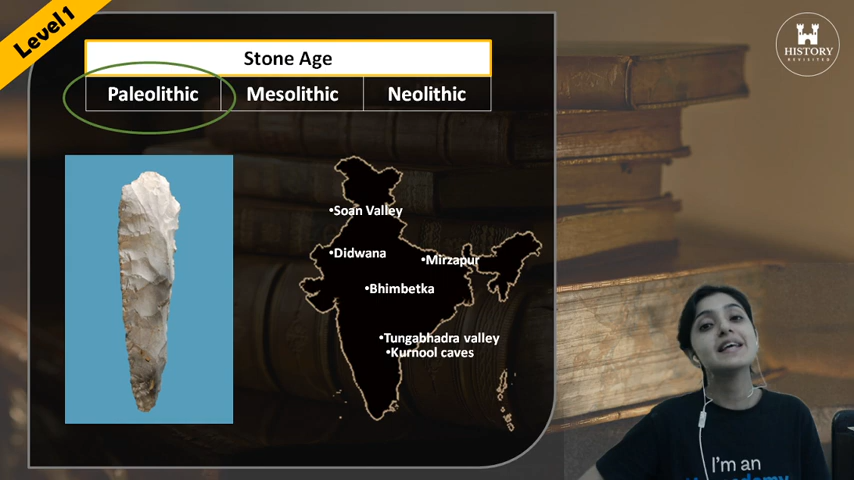 Level 1
Stone Age
Paleolithic Mesolithic Neolithic
HISTORY
REVISITED
•Soan Valley
•Didwana
•Mirzapur
•Bhimbetka
•Tungabhadra valley
•Kurnool caves
I'm an